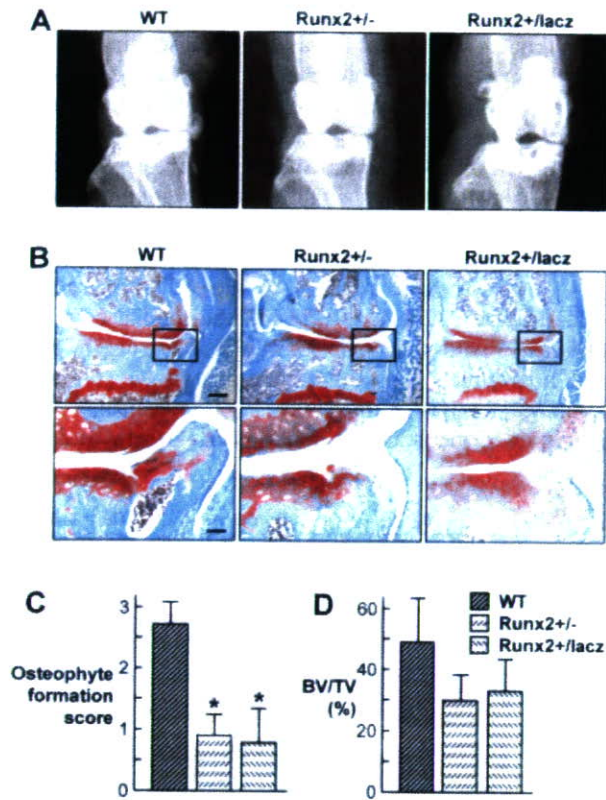 A
WT
Runx2+/-
Runx2+/lacz
B
WT
Runx2+/-
Runx2+/lacz
C
3
2
1
0
Osteophyte
formation
score
*
*
D
60
40
20
0
BV/TV
(%)
WT
Runx2+/-
Runx2+/lacz